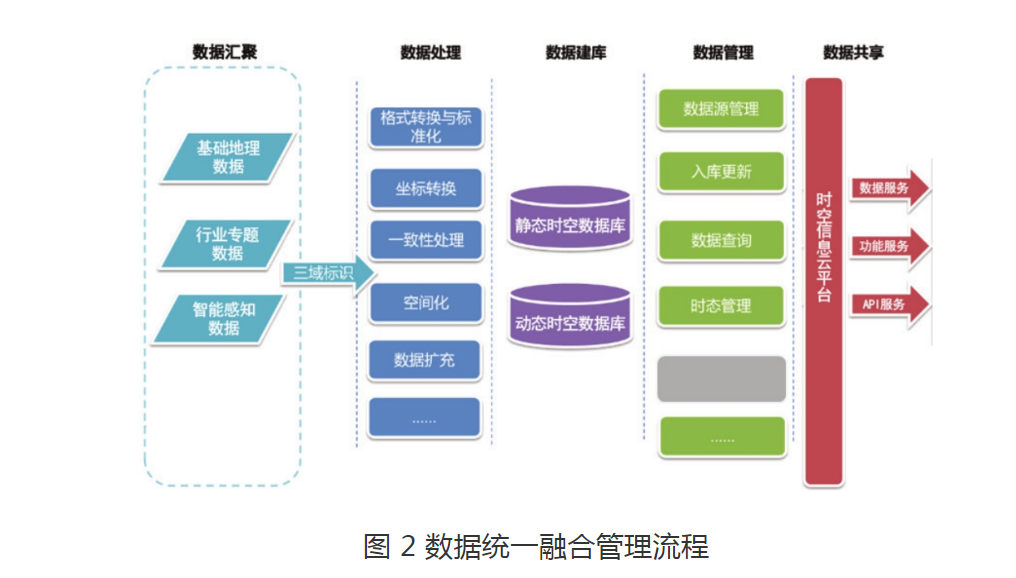 数据汇聚
数据处理
数据建库
数据管理
数据共享
基础地理
数据
行业专题
数据
智能感知
数据
三域标识
格式转换与标
准化
坐标转换
一致性处理
空间化
数据扩充
……
静态时空数据库
动态时空数据库
数据源管理
入库更新
数据查询
时态管理
……
时空信息云平台
数据服务
功能服务
API服务
图 2 数据统一融合管理流程